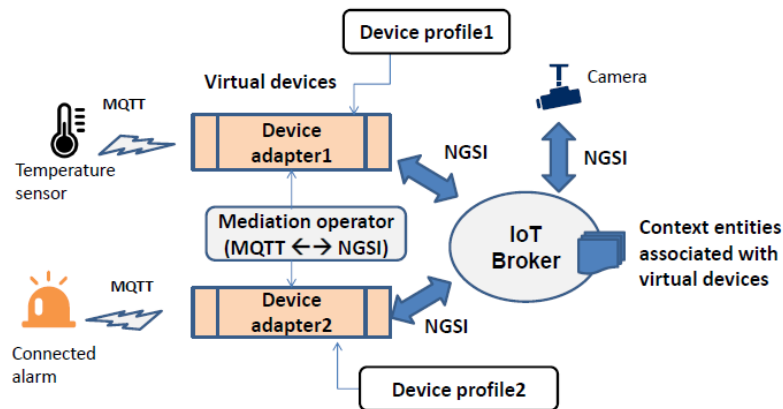 Device profile1
Virtual devices
Camera
MQTT
Device
adapter1
NGSI
NGSI
Temperature
sensor
Mediation operator
(MQTT ←→ NGSI)
IoT
Broker
Context entities
associated with
virtual devices
MQTT
Device
adapter2
NGSI
Connected
alarm
Device profile2